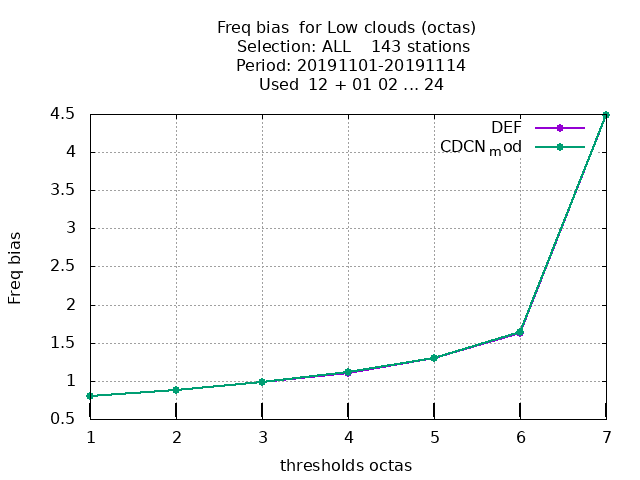 Freq bias  for Low clouds (octas)
Selection: ALL    143 stations
Period: 20191101-20191114
Used  12 + 01 02 ... 24
DEF
CDCN_mod
4.5
4
3.5
3
2.5
2
1.5
1
0.5
Freq bias
1 2 3 4 5 6 7
thresholds octas